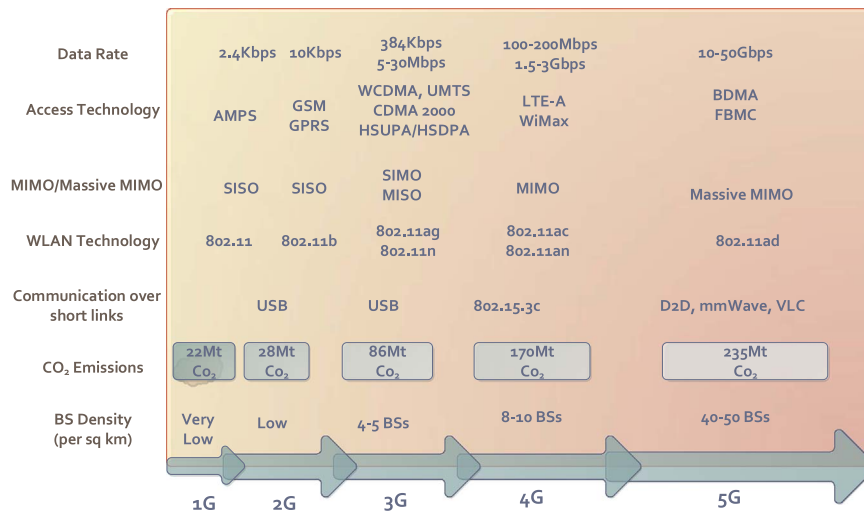 Data Rate
2.4Kbps
10Kbps
384Kbps
5-30Mbps
100-200Mbps
1.5-3Gbps
10-50Gbps
Access Technology
AMPS
GSM
GPRS
WCDMA, UMTS
CDMA 2000
HSUPA/HSDPA
LTE-A
WiMax
BDMA
FBMC
MIMO/Massive MIMO
SISO
SISO
SIMO
MISO
MIMO
Massive MIMO
WLAN Technology
802.11
802.11b
802.11ag
802.11n
802.11ac
802.11an
802.11ad
Communication over
short links
USB
USB
802.15.3c
D2D, mmWave, VLC
CO₂ Emissions
22Mt
Co₂
28Mt
Co₂
86Mt
Co₂
170Mt
Co₂
235Mt
Co₂
BS Density
(per sq km)
Very
Low
Low
4-5 BSs
8-10 BSs
40-50 BSs
1G
2G
3G
4G
5G